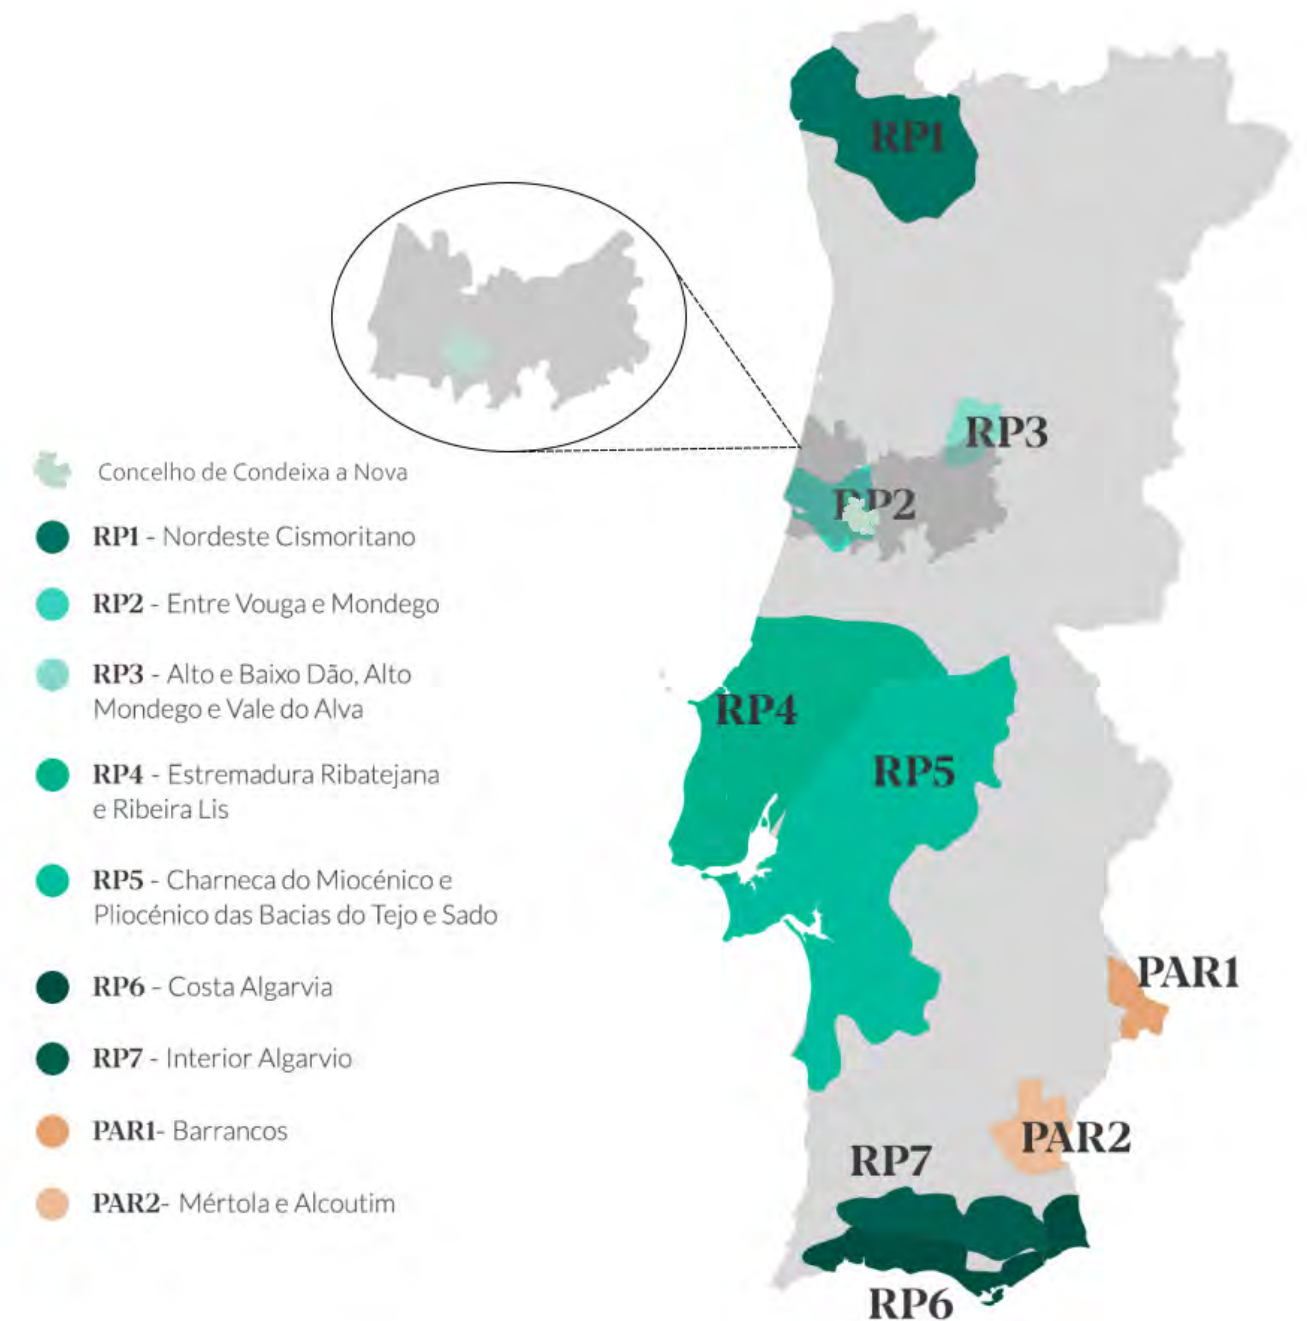 Concelho de Condeixa a Nova
RP1 - Nordeste Cismoritano
RP2 - Entre Vouga e Mondego
RP3 - Alto e Baixo Dão, Alto
Mondego e Vale do Alva
RP4 - Estremadura Ribatejana
e Ribeira Lis
RP5 - Charneca do Miocénico e
Pliocénico das Bacias do Tejo e Sado
RP6 - Costa Algarvia
RP7 - Interior Algarvio
PAR1- Barrancos
PAR2- Mértola e Alcoutim
RP1
RP3
RP2
RP4
RP5
PAR1
PAR2
RP7
RP6